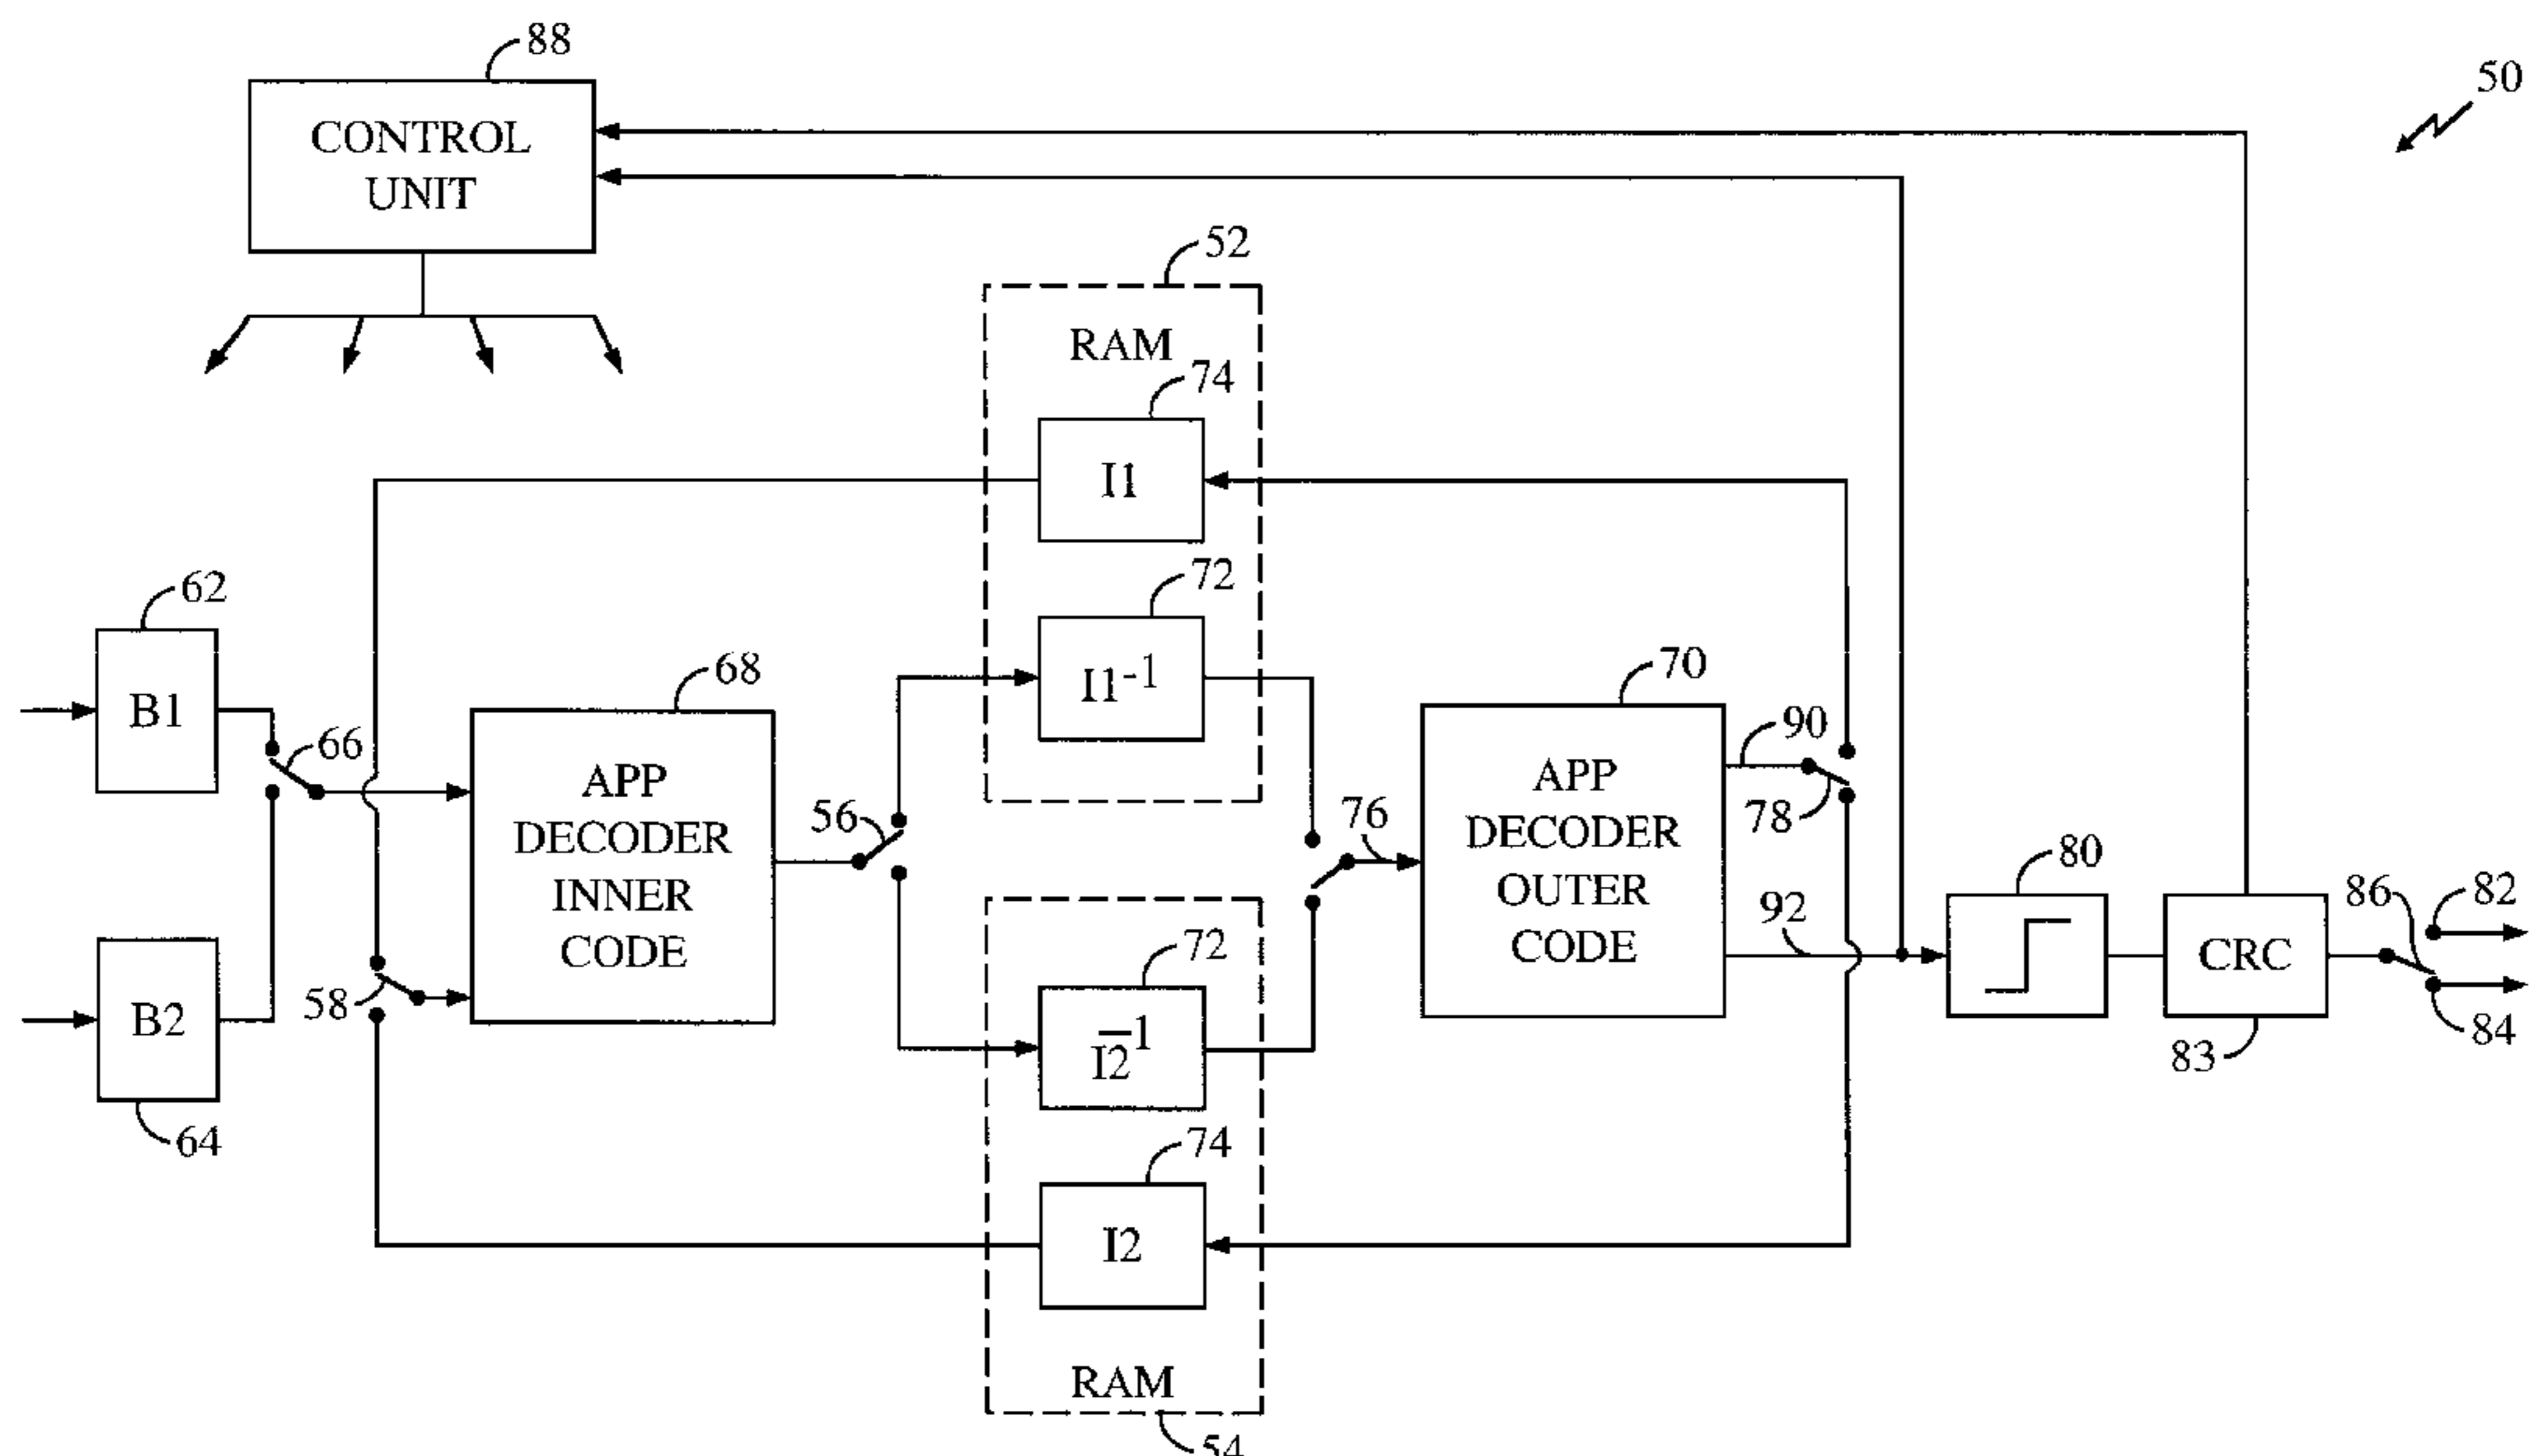 88
50
CONTROL
UNIT
52
RAM
74
I1
72
I1⁻¹
62
B1
66
68
APP
DECODER
INNER
CODE
56
76
70
APP
DECODER
OUTER
CODE
90
78
92
80
86
82
CRC
83
84
58
B2
64
72
I2⁻¹
74
I2
RAM
54